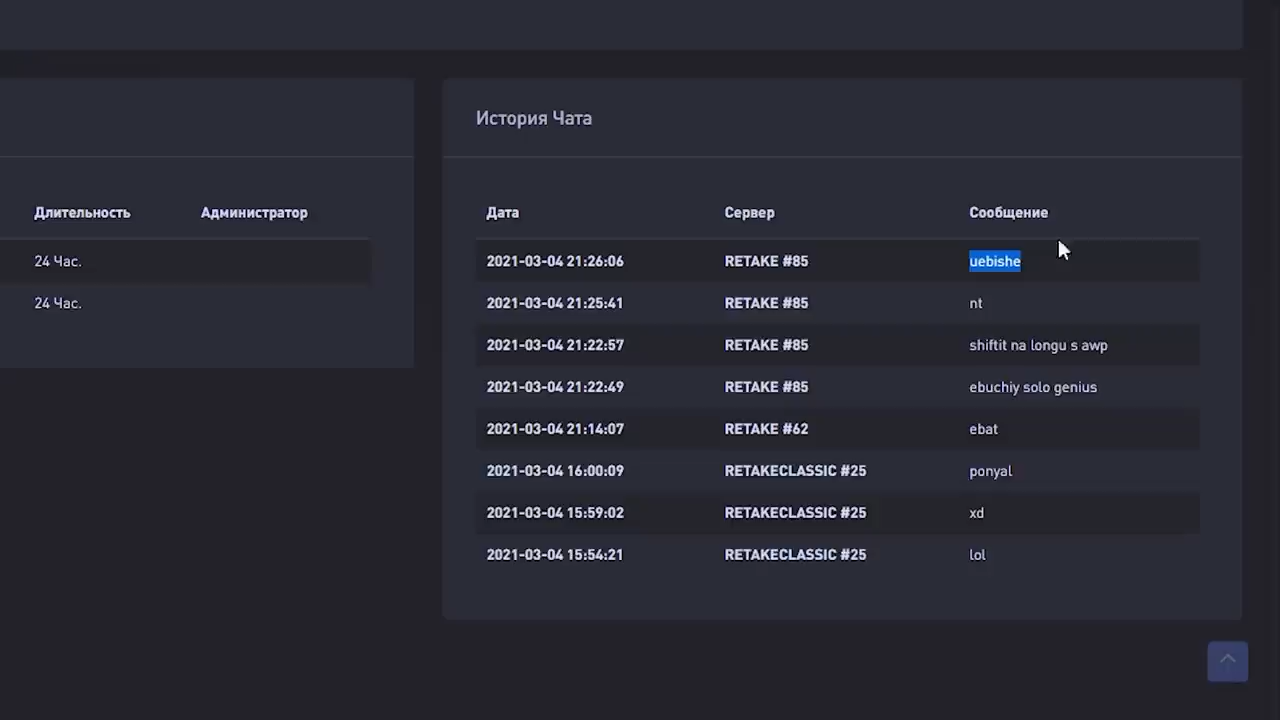 История Чата
Длительность Администратор
24 Час.
24 Час.
Дата Сервер Сообщение
2021-03-04 21:26:06 RETAKE #85 uebishe
2021-03-04 21:25:41 RETAKE #85 nt
2021-03-04 21:22:57 RETAKE #85 shiftit na longu s awp
2021-03-04 21:22:49 RETAKE #85 ebuchiy solo genius
2021-03-04 21:14:07 RETAKE #62 ebat
2021-03-04 16:00:09 RETAKECLASSIC #25 ponyal
2021-03-04 15:59:02 RETAKECLASSIC #25 xd
2021-03-04 15:54:21 RETAKECLASSIC #25 lol